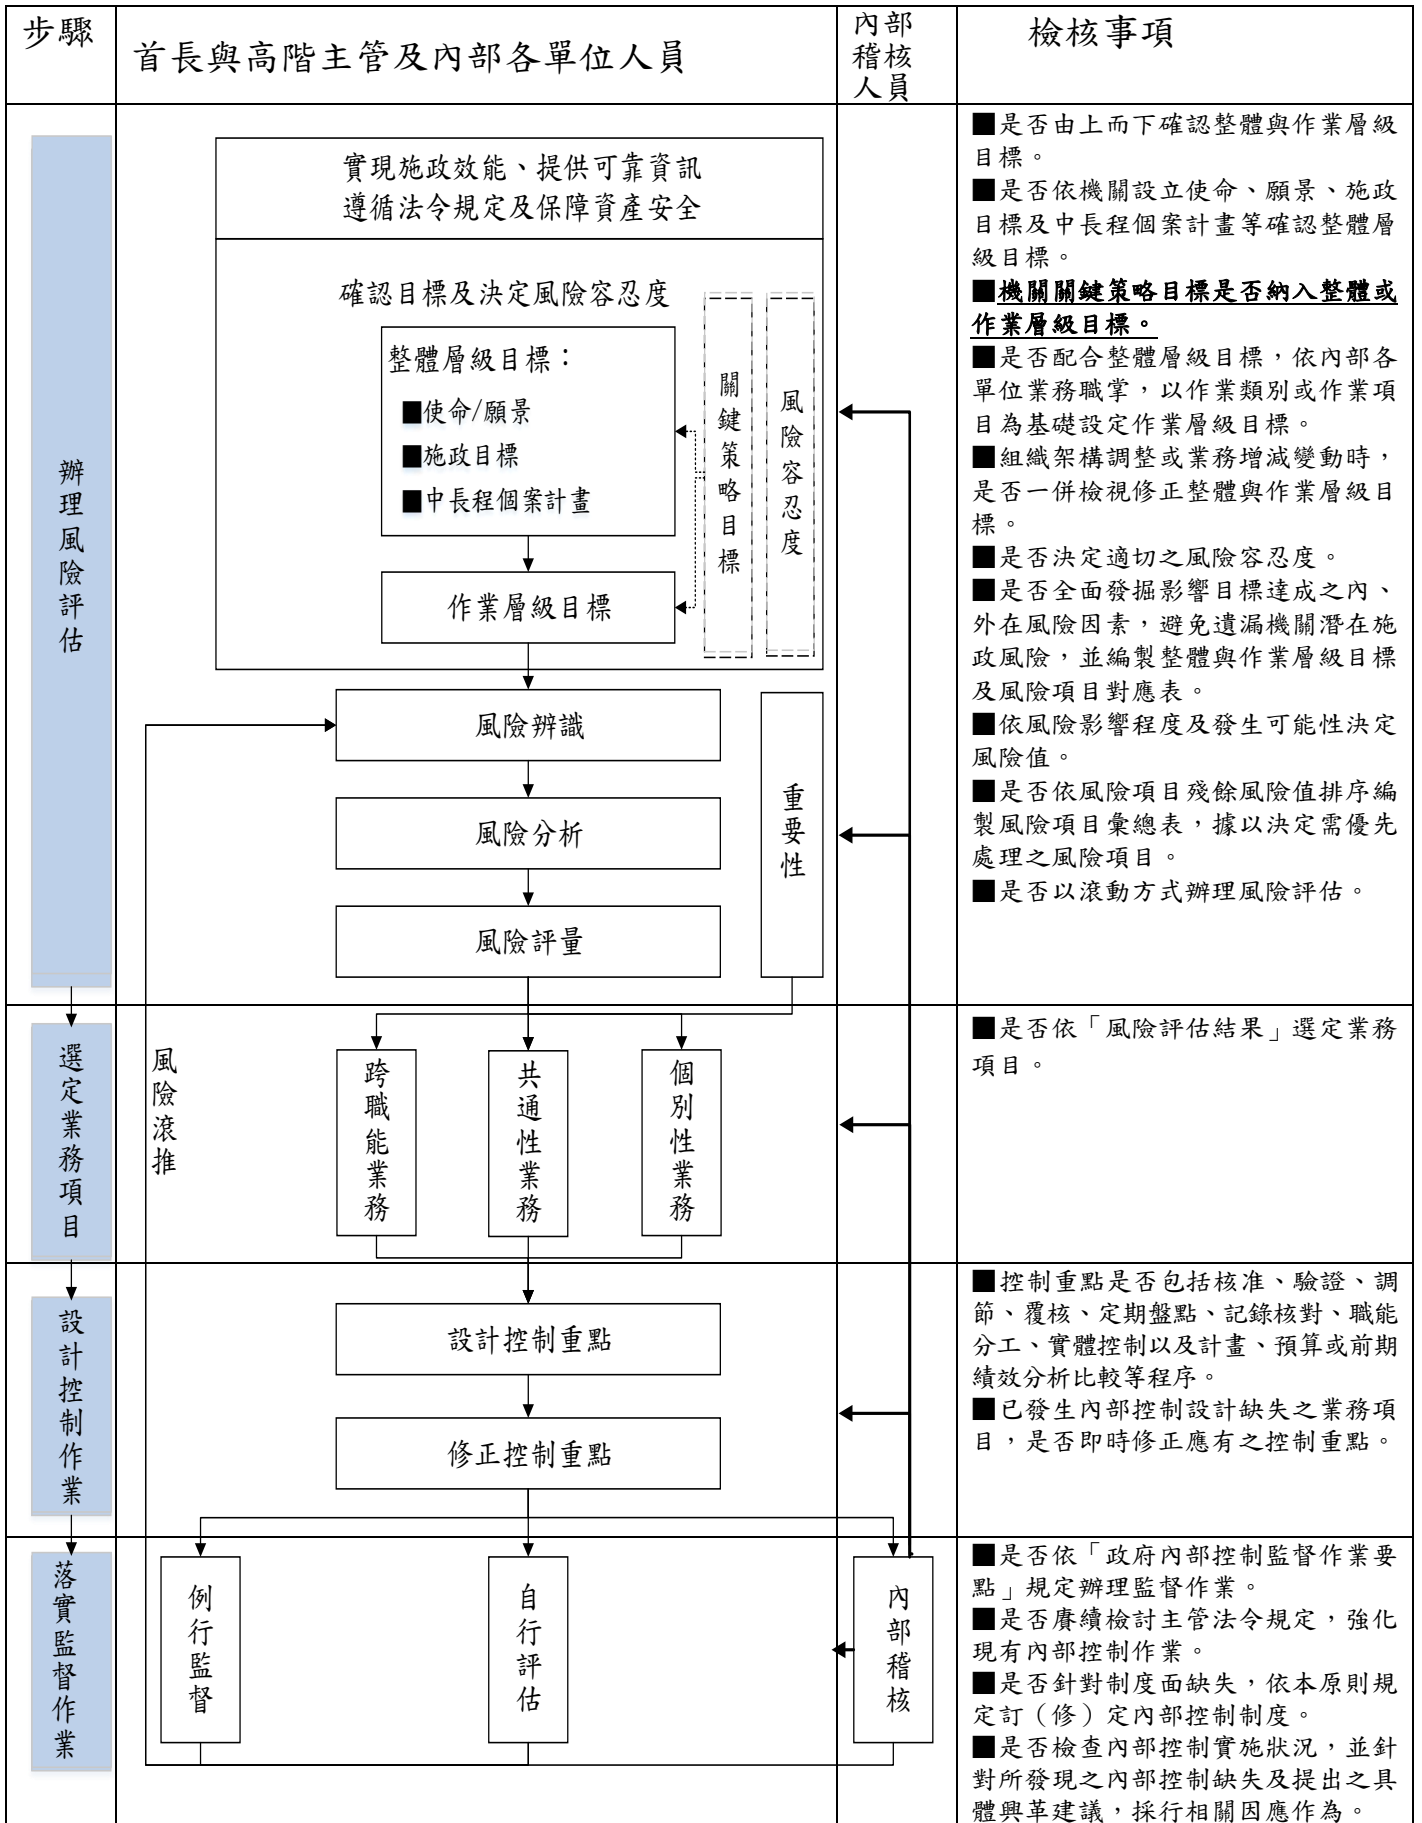 步驟
首長與高階主管及內部各單位人員
內部
稽核
人員
檢核事項
辦理風險評估
實現施政效能、提供可靠資訊
遵循法令規定及保障資產安全
確認目標及決定風險容忍度
整體層級目標：
■使命/願景
■施政目標
■中長程個案計畫
關鍵策略目標
風險容忍度
作業層級目標
風險辨識
風險分析
風險評量
重要性
■是否由上而下確認整體與作業層級
目標。
■是否依機關設立使命、願景、施政
目標及中長程個案計畫等確認整體層
級目標。
■機關關鍵策略目標是否納入整體或
作業層級目標。
■是否配合整體層級目標，依內部各
單位業務職掌，以作業類別或作業項
目為基礎設定作業層級目標。
■組織架構調整或業務增減變動時，
是否一併檢視修正整體與作業層級目
標。
■是否決定適切之風險容忍度。
■是否全面發掘影響目標達成之內、
外在風險因素，避免遺漏機關潛在施
政風險，並編製整體與作業層級目標
及風險項目對應表。
■依風險影響程度及發生可能性決定
風險值。
■是否依風險項目殘餘風險值排序編
製風險項目彙總表，據以決定需優先
處理之風險項目。
■是否以滾動方式辦理風險評估。
選定業務項目
風險滾推
跨職能業務
共通性業務
個別性業務
■是否依「風險評估結果」選定業務
項目。
設計控制作業
設計控制重點
修正控制重點
■控制重點是否包括核准、驗證、調
節、覆核、定期盤點、記錄核對、職能
分工、實體控制以及計畫、預算或前期
績效分析比較等程序。
■已發生內部控制設計缺失之業務項
目，是否即時修正應有之控制重點。
落實監督作業
例行監督
自行評估
內部稽核
■是否依「政府內部控制監督作業要
點」規定辦理監督作業。
■是否賡續檢討主管法令規定，強化
現有內部控制作業。
■是否針對制度面缺失，依本原則規
定訂（修）定內部控制制度。
■是否檢查內部控制實施狀況，並針
對所發現之內部控制缺失及提出之具
體興革建議，採行相關因應作為。